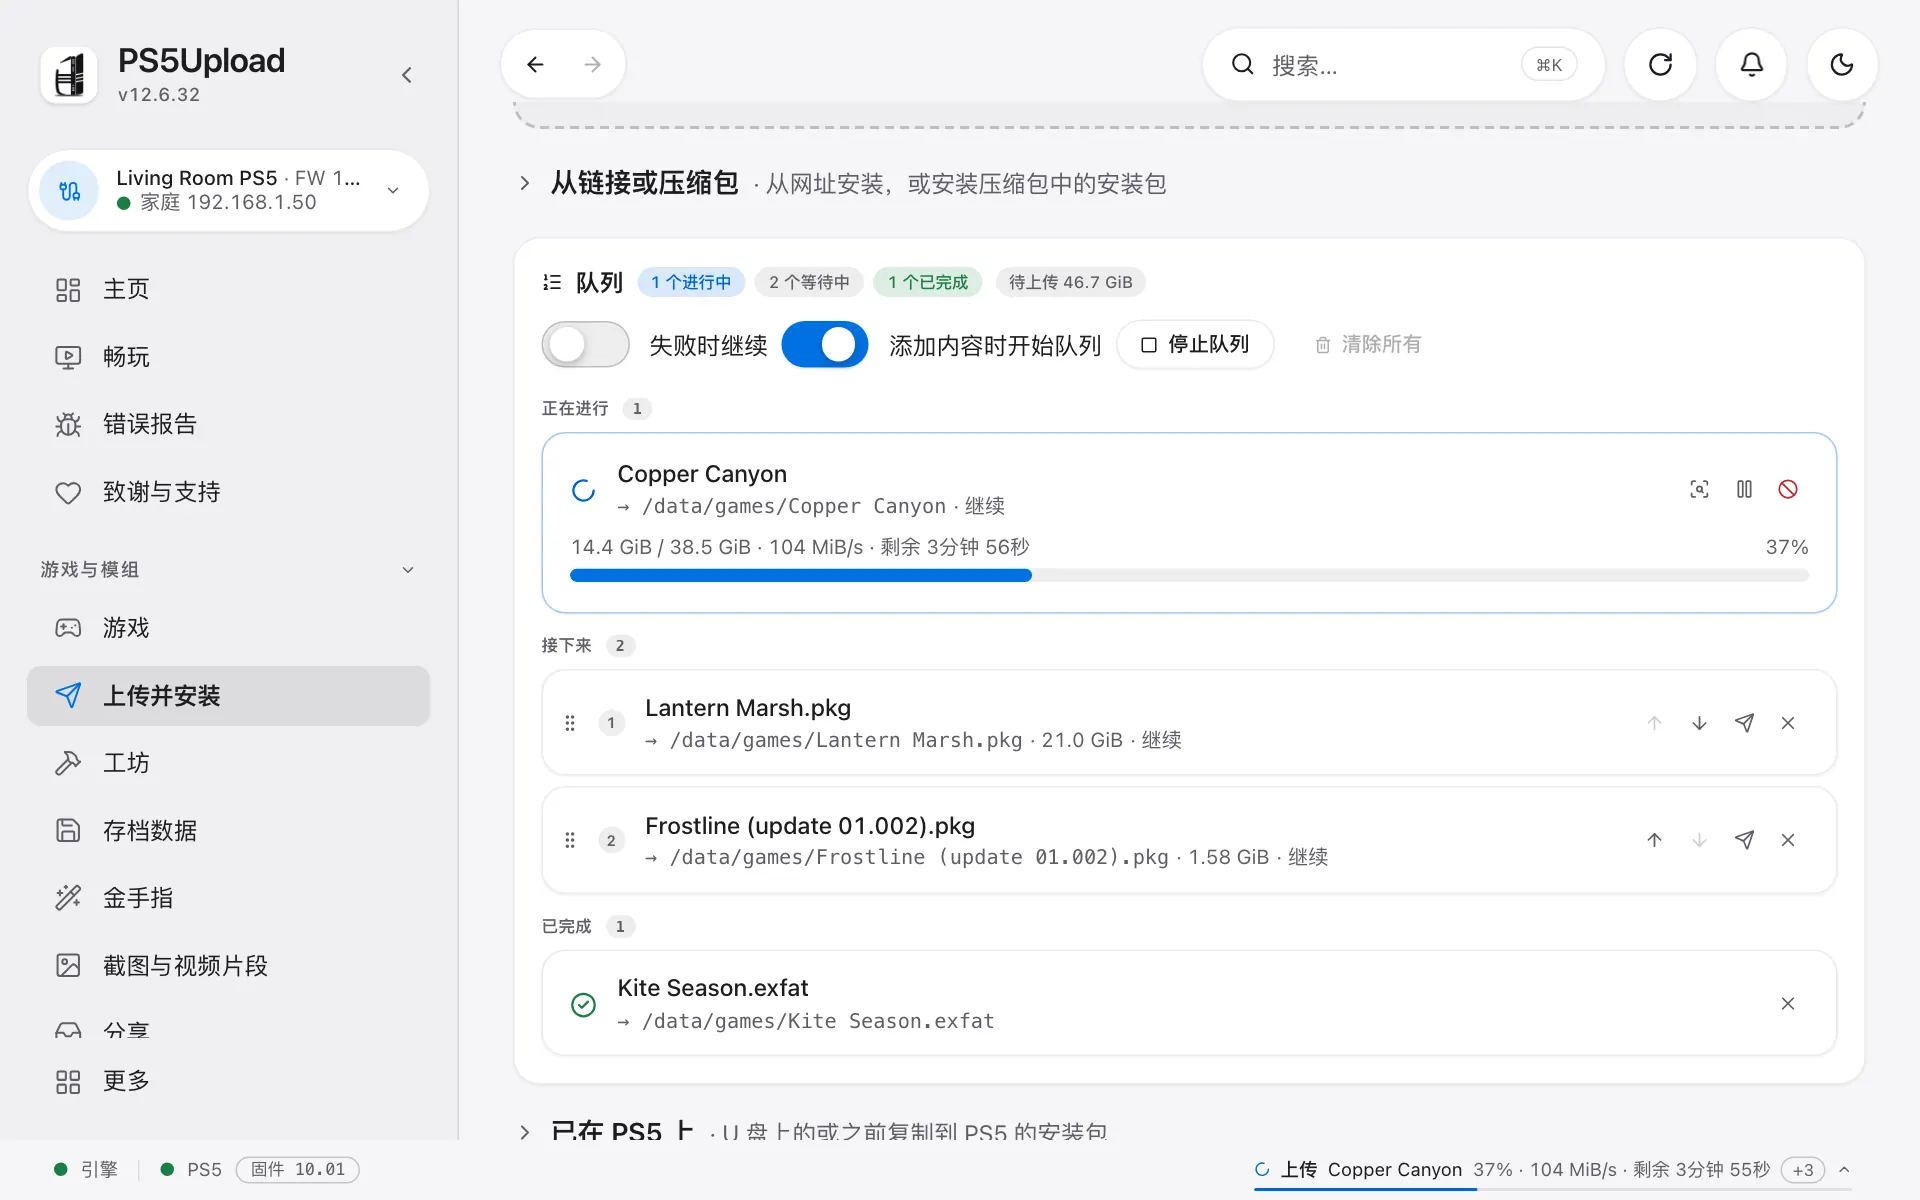 PS5Upload
v12.6.32
Living Room PS5 · FW 1...
家庭 192.168.1.50
主页
畅玩
错误报告
致谢与支持
游戏与模组
游戏
上传并安装
工坊
存档数据
金手指
截图与视频片段
分享
更多
搜索...
⌘K
从链接或压缩包 · 从网址安装，或安装压缩包中的安装包
队列 1 个进行中 2 个等待中 1 个已完成 待上传 46.7 GiB
失败时继续 添加内容时开始队列 停止队列 清除所有
正在进行 1
Copper Canyon
→ /data/games/Copper Canyon · 继续
14.4 GiB / 38.5 GiB · 104 MiB/s · 剩余 3分钟 56秒 37%
接下来 2
1 Lantern Marsh.pkg
→ /data/games/Lantern Marsh.pkg · 21.0 GiB · 继续
2 Frostline (update 01.002).pkg
→ /data/games/Frostline (update 01.002).pkg · 1.58 GiB · 继续
已完成 1
Kite Season.exfat
→ /data/games/Kite Season.exfat
已在 PS5 上 · U 盘上的或之前复制到 PS5 的安装包
引擎 PS5 固件 10.01
上传 Copper Canyon 37% · 104 MiB/s · 剩余 3分钟 55秒 +3